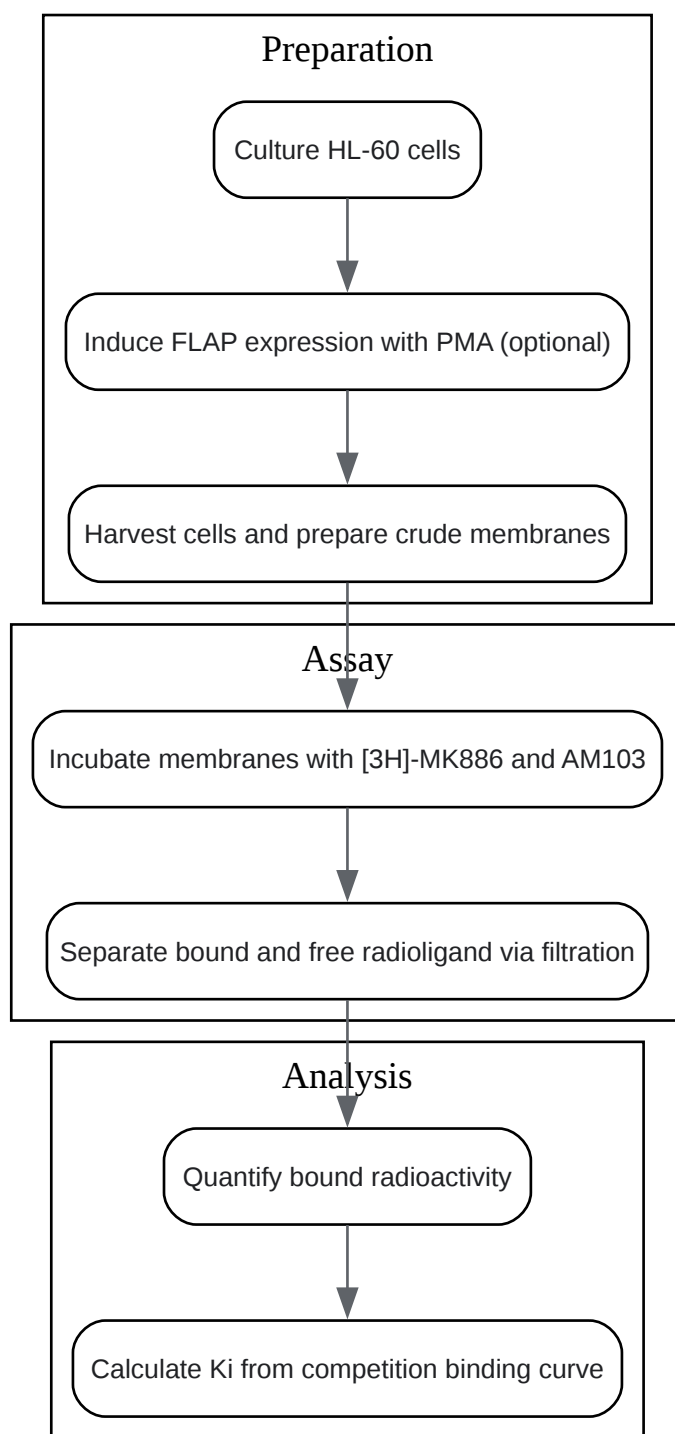 Preparation
Culture HL-60 cells
Induce FLAP expression with PMA (optional)
Harvest cells and prepare crude membranes
Assay
Incubate membranes with [3H]-MK886 and AM103
Separate bound and free radioligand via filtration
Analysis
Quantify bound radioactivity
Calculate Ki from competition binding curve